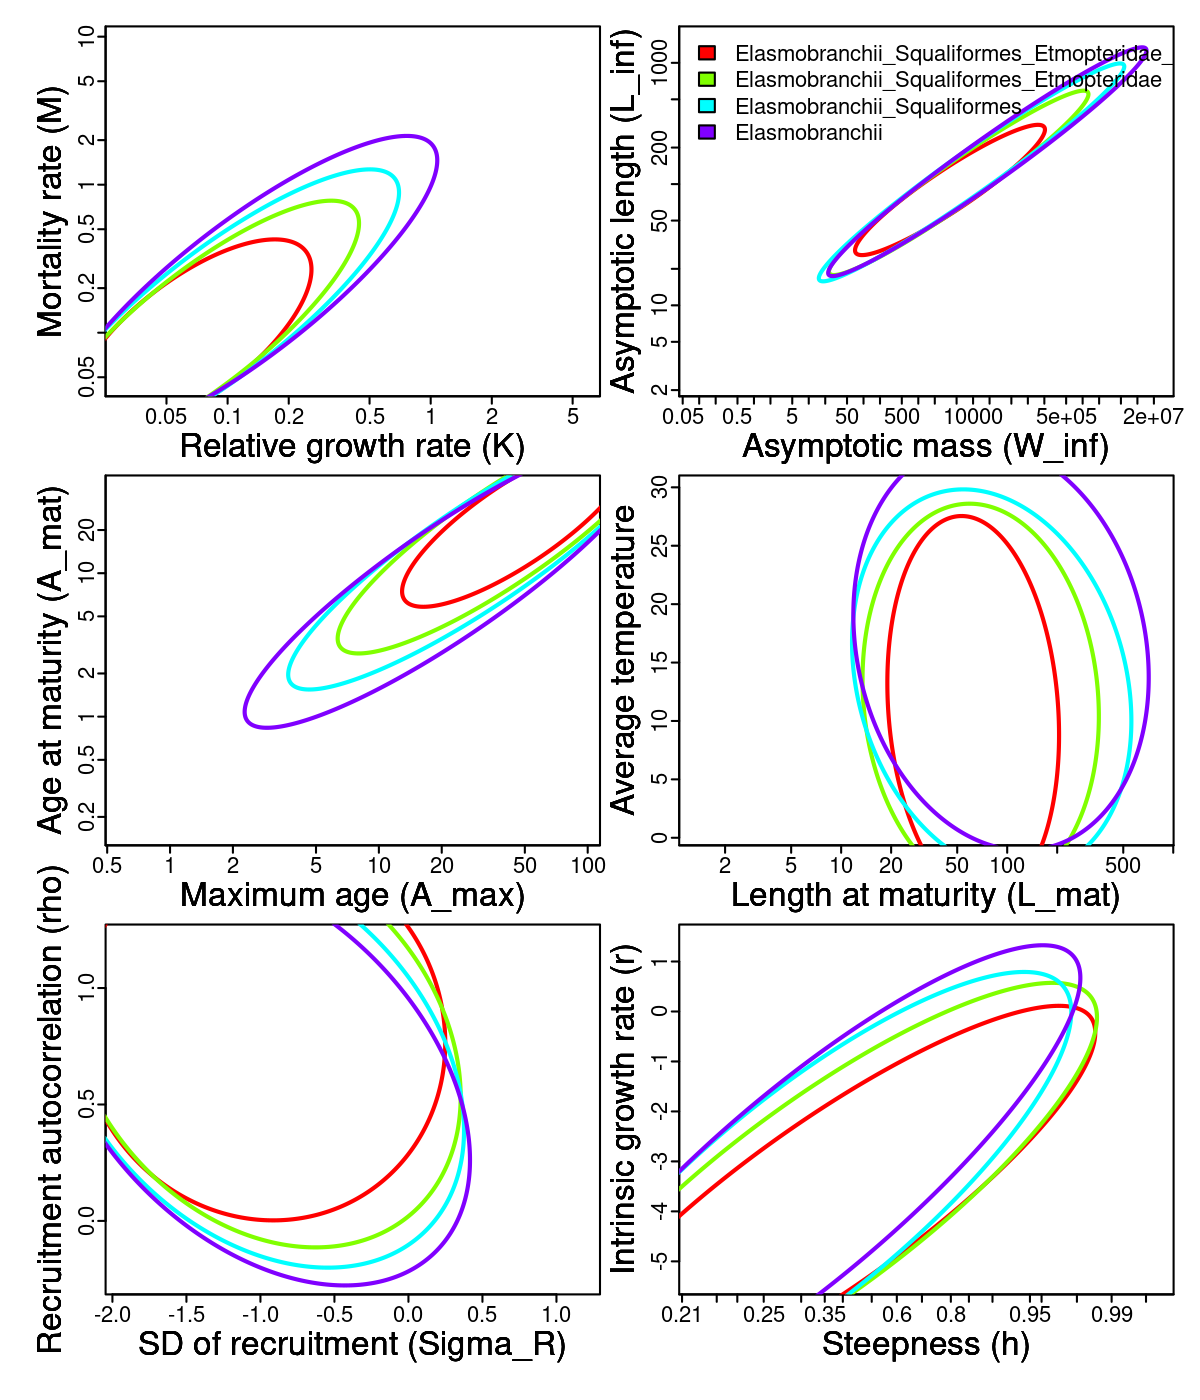 Mortality rate (M)
10
5
2
1
0.5
0.2
0.05
0.05 0.1 0.2 0.5 1 2 5
Relative growth rate (K)
Asymptotic length (L_inf)
1000
200
50
10
5
2
Elasmobranchii_Squaliformes_Etmopteridae_
Elasmobranchii_Squaliformes_Etmopteridae
Elasmobranchii_Squaliformes
Elasmobranchii
0.05 0.5 5 50 500 10000 5e+05 2e+07
Asymptotic mass (W_inf)
Age at maturity (A_mat)
20
10
5
2
1
0.5
0.2
0.5 1 2 5 10 20 50 100
Maximum age (A_max)
Average temperature
30
25
20
15
10
5
0
2 5 10 20 50 100 500
Length at maturity (L_mat)
Recruitment autocorrelation (rho)
1.0
0.5
0.0
-2.0 -1.5 -1.0 -0.5 0.0 0.5 1.0
SD of recruitment (Sigma_R)
Intrinsic growth rate (r)
1
0
-1
-2
-3
-4
-5
0.21 0.25 0.35 0.6 0.8 0.95 0.99
Steepness (h)